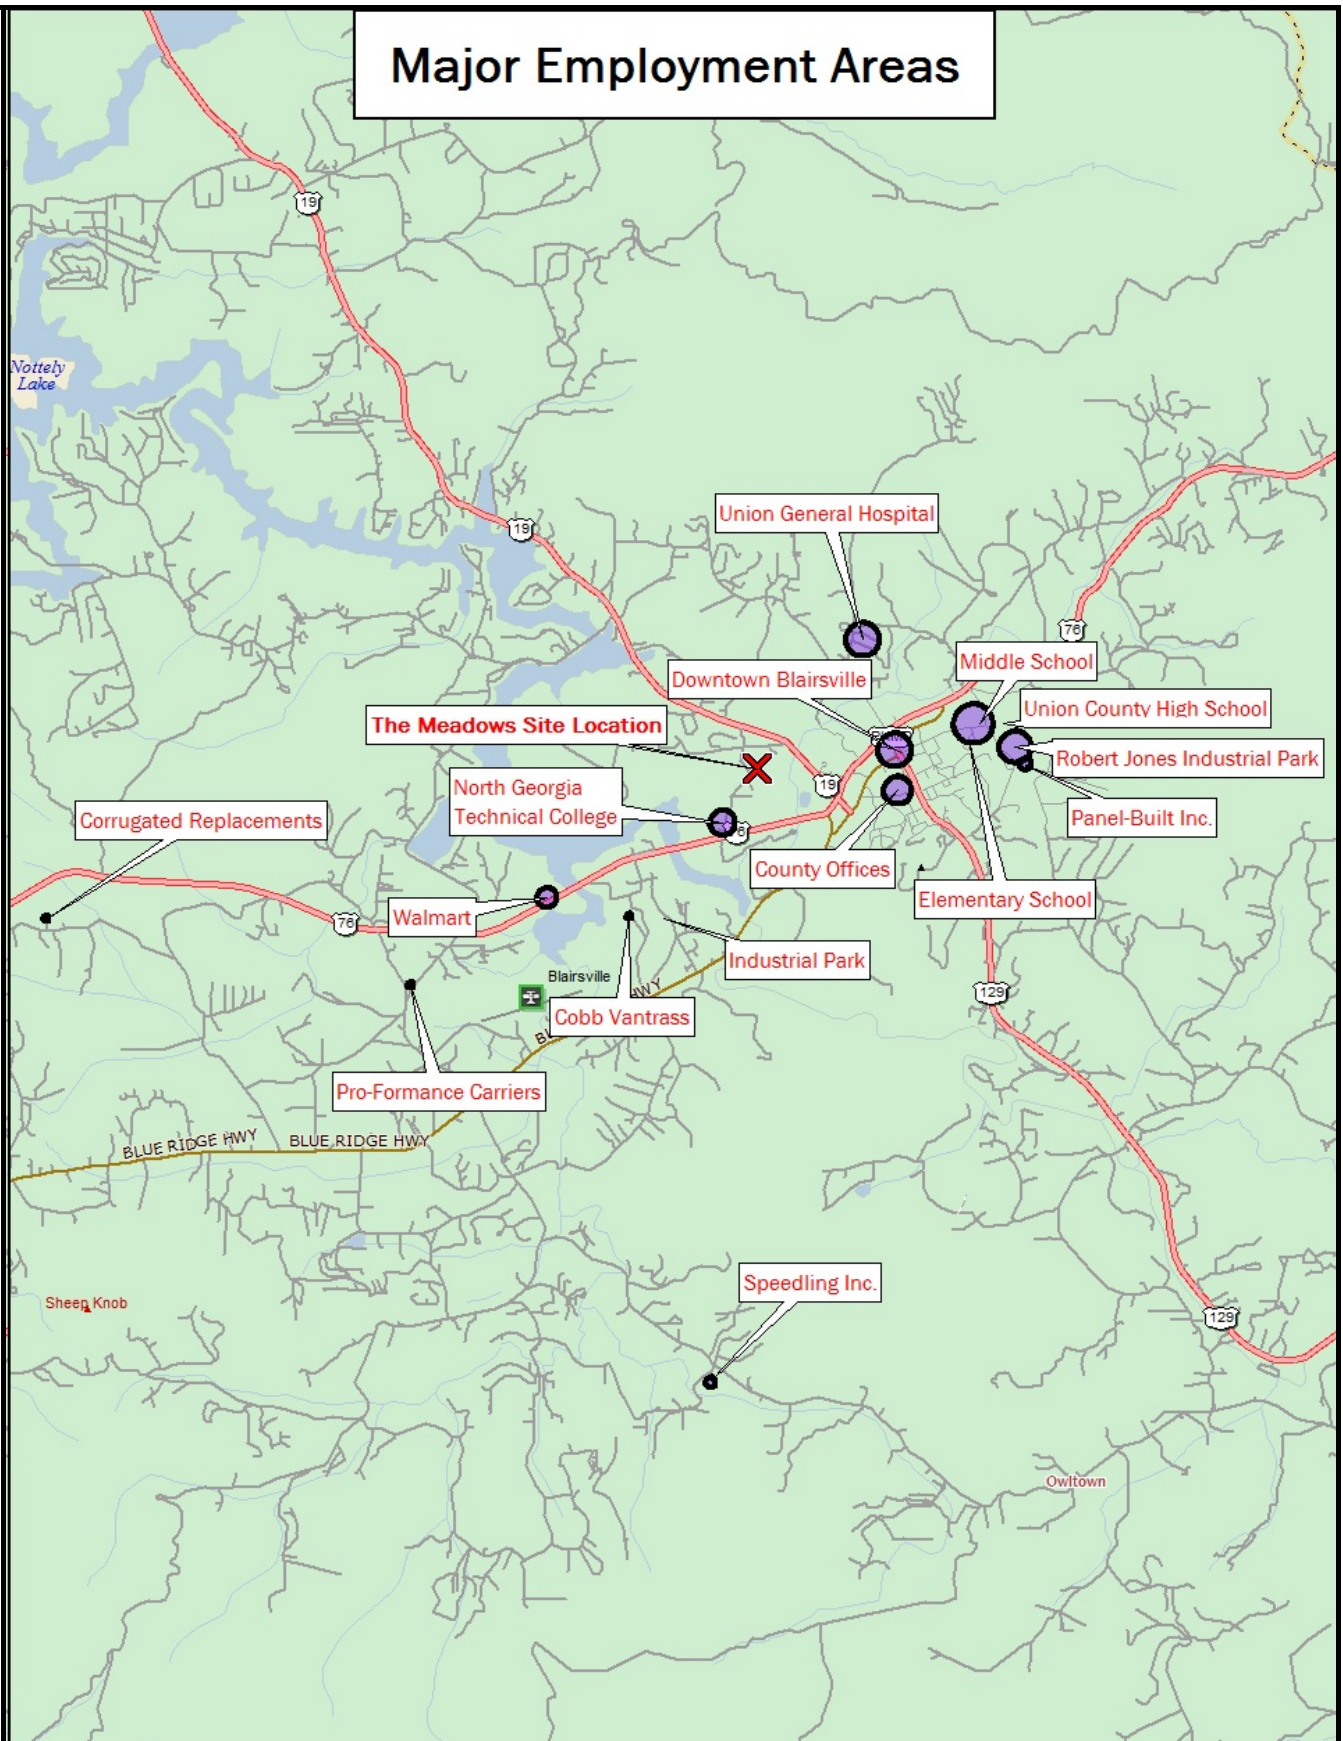 Major Employment Areas
19
Nottely
Lake
19
Union General Hospital
76
Middle School
Downtown Blairsville
Union County High School
The Meadows Site Location
Robert Jones Industrial Park
19
North Georgia
Technical College
Corrugated Replacements
Panel-Built Inc.
County Offices
Elementary School
Walmart
76
Industrial Park
Blairsville
HWY
129
Cobb Vantrass
BL
Pro-Formance Carriers
BLUE RIDGE HWY
BLUE RIDGE HWY
Speedling Inc.
Sheep Knob
129
Owltown